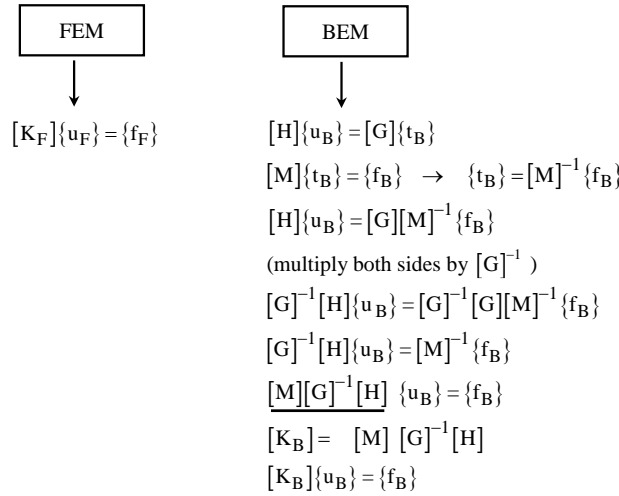 FEM
[K_F]{u_F} = {f_F}
BEM
[H]{u_B} = [G]{t_B}
[M]{t_B} = {f_B} → {t_B} = [M]^{-1}{f_B}
[H]{u_B} = [G][M]^{-1}{f_B}
(multiply both sides by [G]^{-1} )
[G]^{-1}[H]{u_B} = [G]^{-1}[G][M]^{-1}{f_B}
[G]^{-1}[H]{u_B} = [M]^{-1}{f_B}
[M][G]^{-1}[H] {u_B} = {f_B}
[K_B] = [M] [G]^{-1}[H]
[K_B]{u_B} = {f_B}